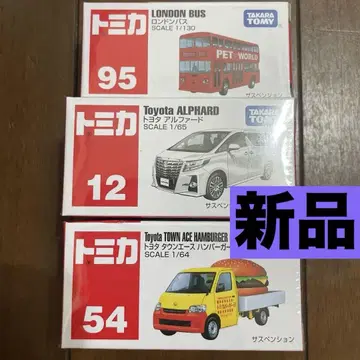 トミカ
95
LONDON BUS
ロンドンバス
SCALE 1/130
TAKARA TOMY
PET WORLD
サスペンション
トミカ
12
Toyota ALPHARD
トヨタ アルファード
SCALE 1/65
TAKARA TOMY
サスペ
新品
トミカ
54
Toyota TOWN ACE HAMBURGER
トヨタ タウンエース ハンバーガー
SCALE 1/64
サスペンション